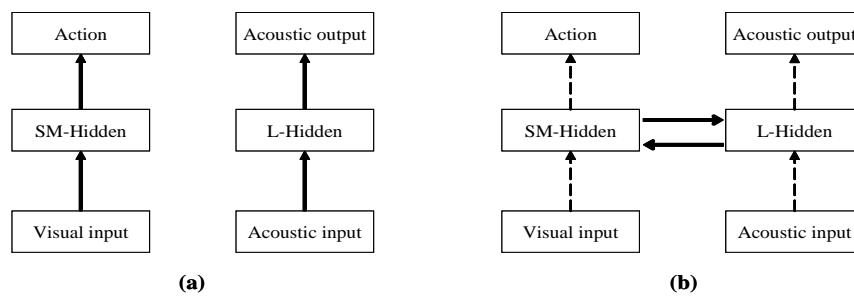 Action
Acoustic output
SM-Hidden
L-Hidden
Visual input
Acoustic input
(a)
Action
Acoustic output
SM-Hidden
L-Hidden
Visual input
Acoustic input
(b)